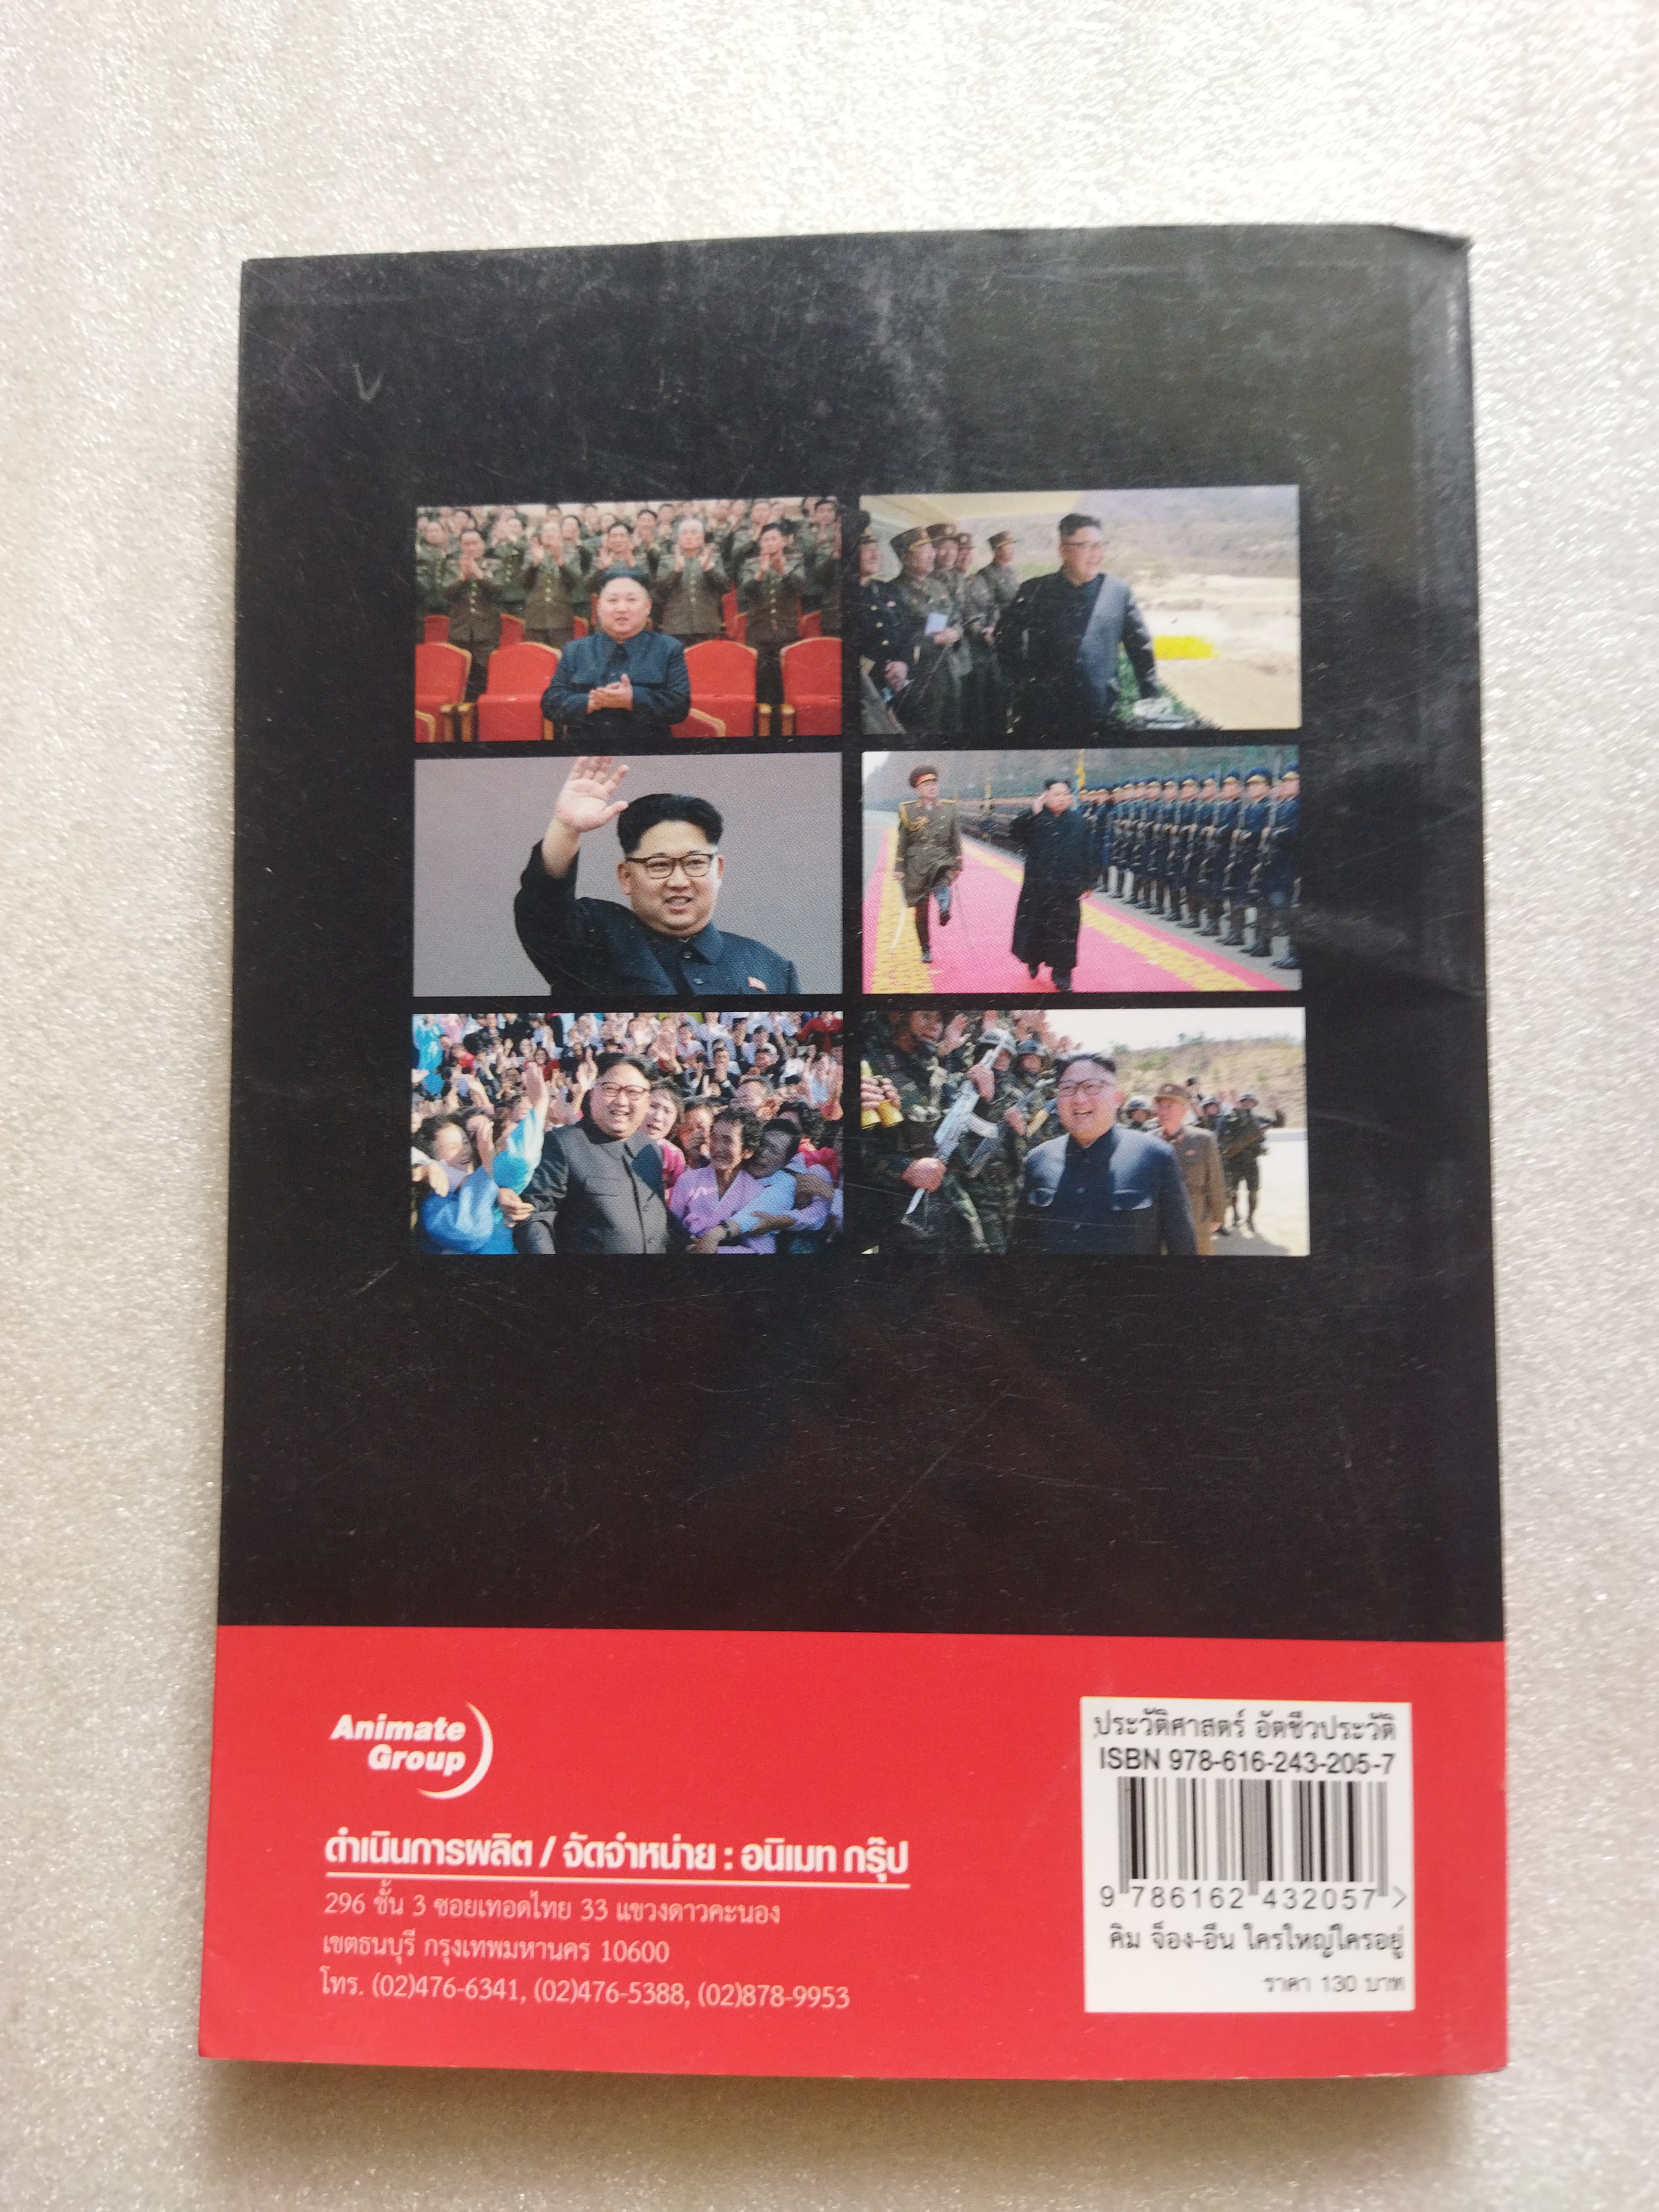 Animate
Group
ดำเนินการผลิต / จัดจำหน่าย : อนิเมท กรุ๊ป
296 ชั้น 3 ซอยเทอดไทย 33 แขวงดาวคะนอง
เขตธนบุรี กรุงเทพมหานคร 10600
โทร. (02)476-6341, (02)476-5388, (02)878-9953
ประวัติศาสตร์ อัตชีวประวัติ
ISBN 978-616-243-205-7
9 786162 432057 >
คิม จ็อง-อึน ใครใหญ่ใครอยู่
ราคา 130 บาท